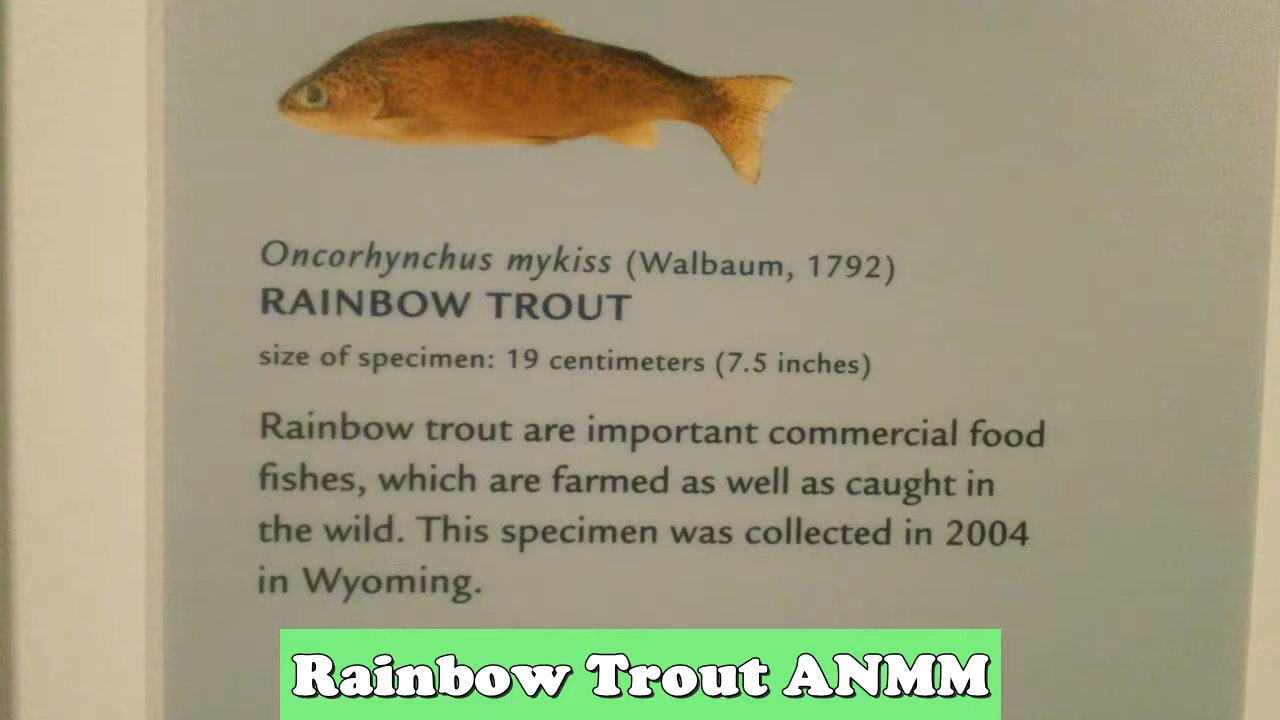 Oncorhynchus mykiss (Walbaum, 1792)
RAINBOW TROUT
size of specimen: 19 centimeters (7.5 inches)
Rainbow trout are important commercial food
fishes, which are farmed as well as caught in
the wild. This specimen was collected in 2004
in Wyoming.
Rainbow Trout ANMM